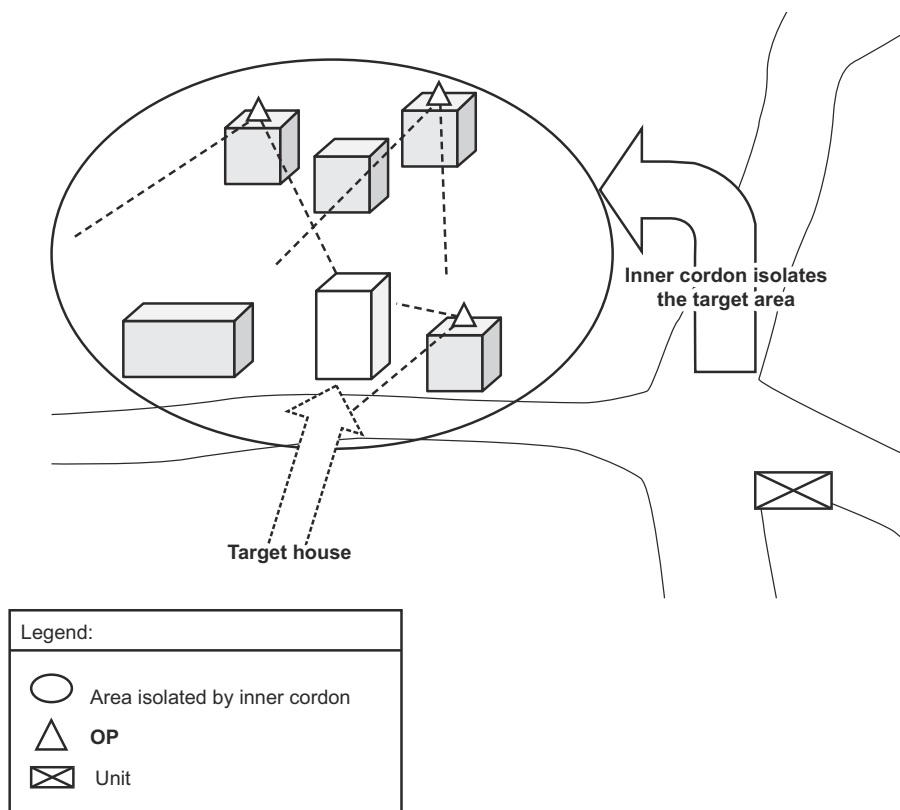 Inner cordon isolates
the target area
Target house
Legend:
Area isolated by inner cordon
OP
Unit